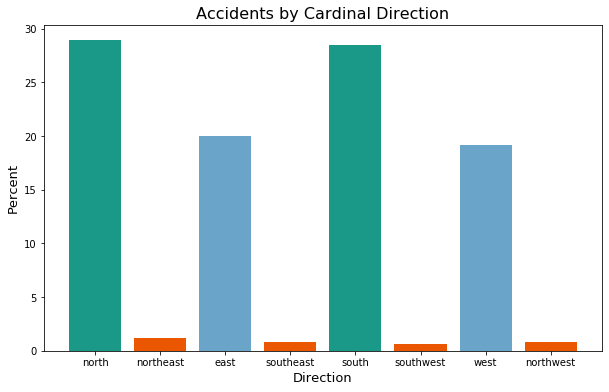 Accidents by Cardinal Direction
30
25
20
15
10
5
0
Percent
north northeast east southeast south southwest west northwest
Direction